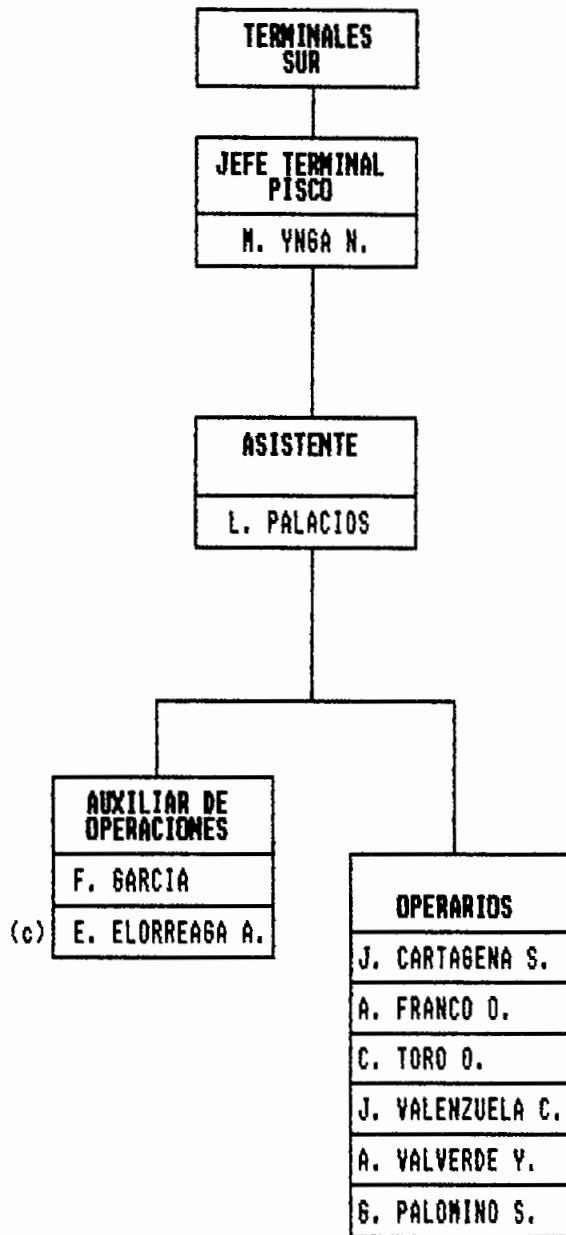 TERMINALES
SUR
JEFE TERMINAL
PISCO
M. YNGA N.
ASISTENTE
L. PALACIOS
AUXILIAR DE
OPERACIONES
F. GARCIA
(c) E. ELORREAGA A.
OPERARIOS
J. CARTAGENA S.
A. FRANCO O.
C. TORO O.
J. VALENZUELA C.
A. VALVERDE Y.
G. PALOMINO S.